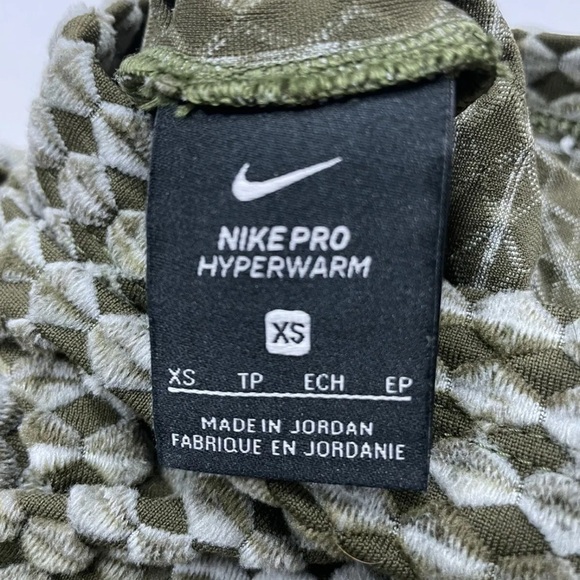 NIKE PRO
HYPERWARM
XS
XS TP ECH EP
MADE IN JORDAN
FABRIQUE EN JORDANIE